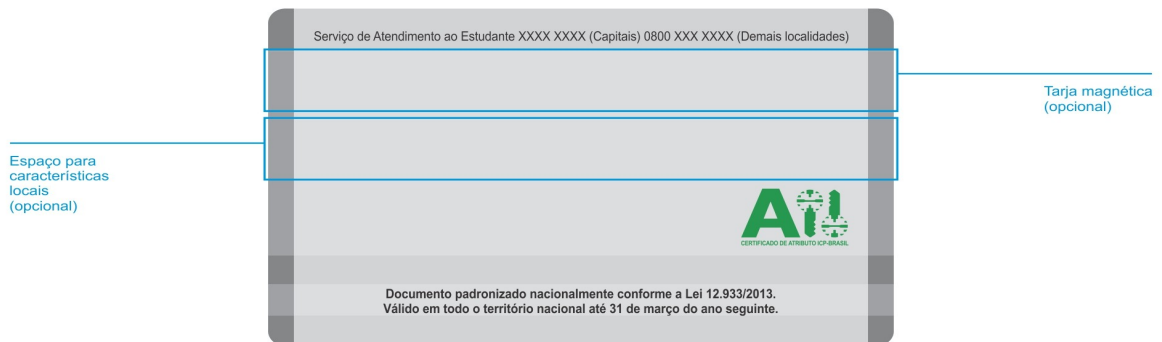 Serviço de Atendimento ao Estudante XXXX XXXX (Capitais) 0800 XXX XXXX (Demais localidades)
Tarja magnética
(opcional)
Espaço para
características
locais
(opcional)
A
CERTIFICADO DE ATRIBUTO ICP-BRASIL
Documento padronizado nacionalmente conforme a Lei 12.933/2013.
Válido em todo o território nacional até 31 de março do ano seguinte.